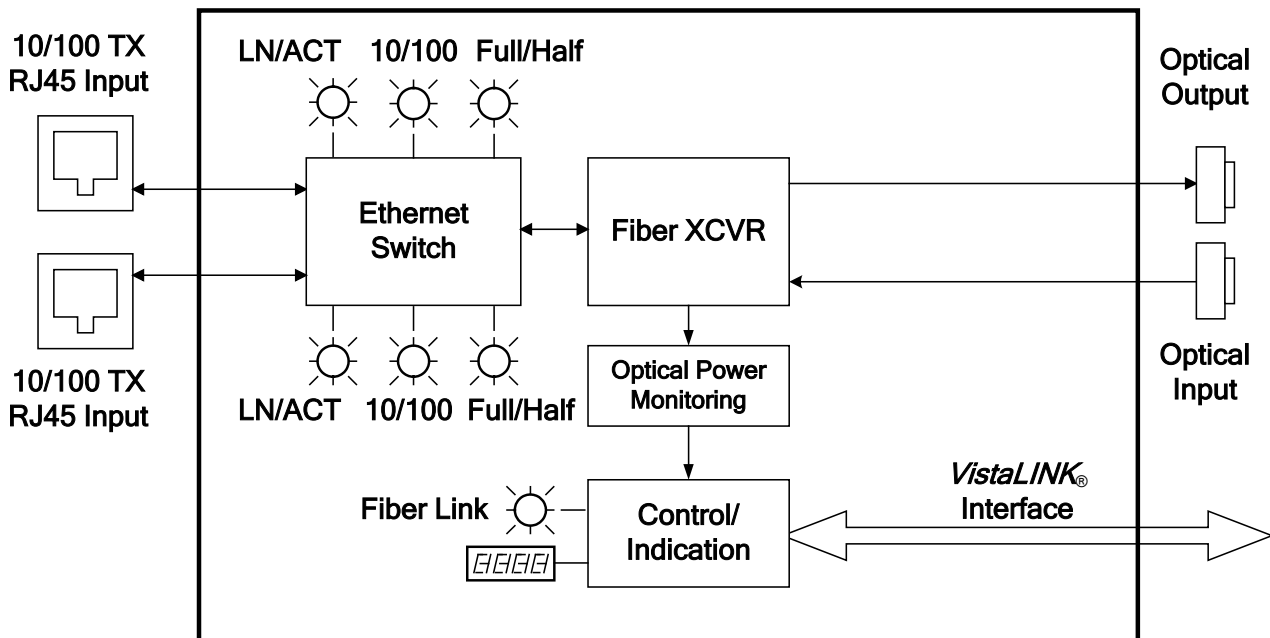 10/100 TX
RJ45 Input
LN/ACT 10/100 Full/Half
Optical
Output
Ethernet
Switch
Fiber XCVR
10/100 TX
RJ45 Input
LN/ACT 10/100 Full/Half
Optical Power
Monitoring
Optical
Input
Fiber Link
Control/
Indication
VistaLINK®
Interface
8888